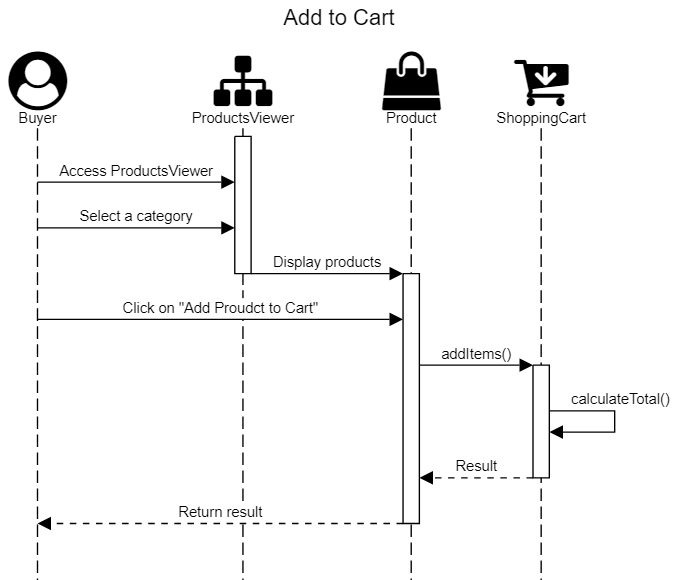 Add to Cart
Buyer
ProductsViewer
Product
ShoppingCart
Access ProductsViewer
Select a category
Display products
Click on "Add Proudct to Cart"
addItems()
calculateTotal()
Result
Return result